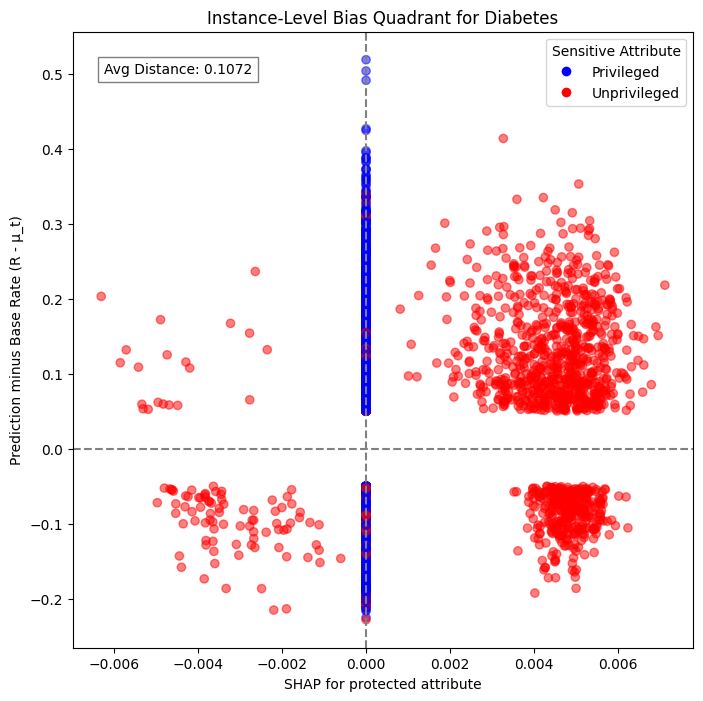 Instance-Level Bias Quadrant for Diabetes
Avg Distance: 0.1072
Sensitive Attribute
Privileged
Unprivileged
Prediction minus Base Rate (R - μ_t)
0.5
0.4
0.3
0.2
0.1
0.0
−0.1
−0.2
−0.006
−0.004
−0.002
0.000
0.002
0.004
0.006
SHAP for protected attribute